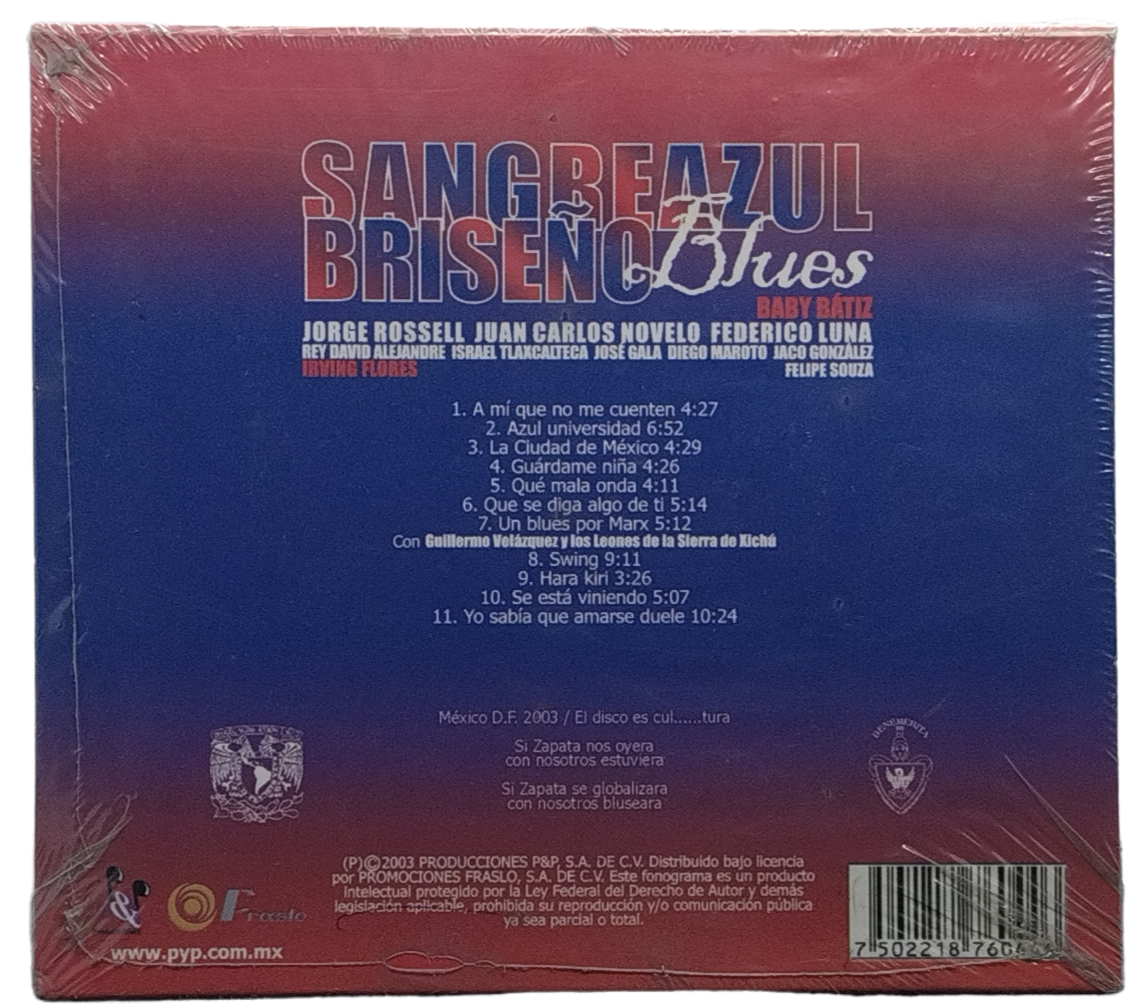 SANGREAZUL
BRISEÑO Blues
BABY BÁTIZ
JORGE ROSSELL JUAN CARLOS NOVELO FEDERICO LUNA
REY DAVID ALEJANDRE ISRAEL TLAXCALTECA JOSÉ GALA DIEGO MAROTO JACO GONZÁLEZ
IRVING FLORES FELIPE SOUZA
1. A mí que no me cuenten 4:27
2. Azul universidad 6:52
3. La Ciudad de México 4:29
4. Guárdame niña 4:26
5. Qué mala onda 4:11
6. Que se diga algo de ti 5:14
7. Un blues por Marx 5:12
Con Guillermo Velázquez y los Leones de la Sierra de Xichú
8. Swing 9:11
9. Hara kiri 3:26
10. Se está viniendo 5:07
11. Yo sabía que amarse duele 10:24
México D.F. 2003 / El disco es cul......tura
Si Zapata nos oyera
con nosotros estuviera
Si Zapata se globalizara
con nosotros bluseara
BENEMERITA
(P)©2003 PRODUCCIONES P&P, S.A. DE C.V. Distribuido bajo licencia
por PROMOCIONES FRASLO, S.A. DE C.V. Este fonograma es un producto
intelectual protegido por la Ley Federal del Derecho de Autor y demás
legislación aplicable, prohibida su reproducción y/o comunicación pública
ya sea parcial o total.
&
Fraslo
www.pyp.com.mx
7 502218 760